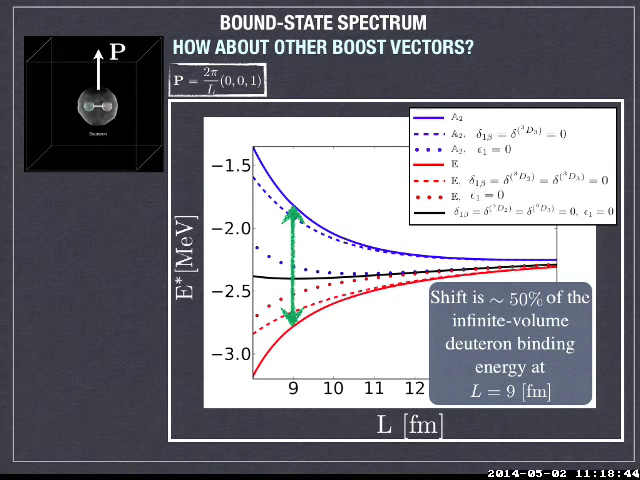 BOUND-STATE SPECTRUM
HOW ABOUT OTHER BOOST VECTORS?
P
Deuteron
P = 2π/L (0,0,1)
A₂
A₂, δ₁β = δ^(³D₃) = 0
A₂, ϵ₁ = 0
E
E, δ₁β = δ^(³D₂) = δ^(³D₃) = 0
E, ϵ₁ = 0
δ₁β = δ^(³D₂) = δ^(³D₃) = 0, ϵ₁ = 0
−1.5
−2.0
−2.5
−3.0
E*[MeV]
9 10 11 12
L [fm]
Shift is ∼ 50% of the
infinite-volume
deuteron binding
energy at
L = 9 [fm]
2014-05-02 11:18:44